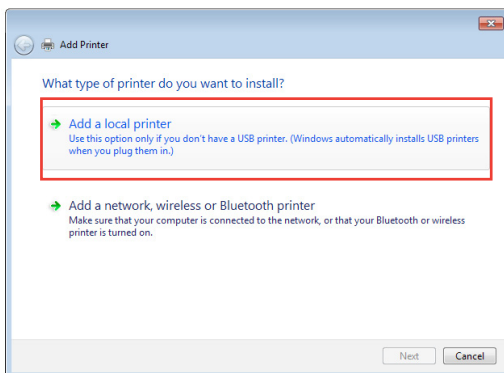 Add Printer
What type of printer do you want to install?
Add a local printer
Use this option only if you don't have a USB printer. (Windows automatically installs USB printers
when you plug them in.)
Add a network, wireless or Bluetooth printer
Make sure that your computer is connected to the network, or that your Bluetooth or wireless
printer is turned on.
Next Cancel